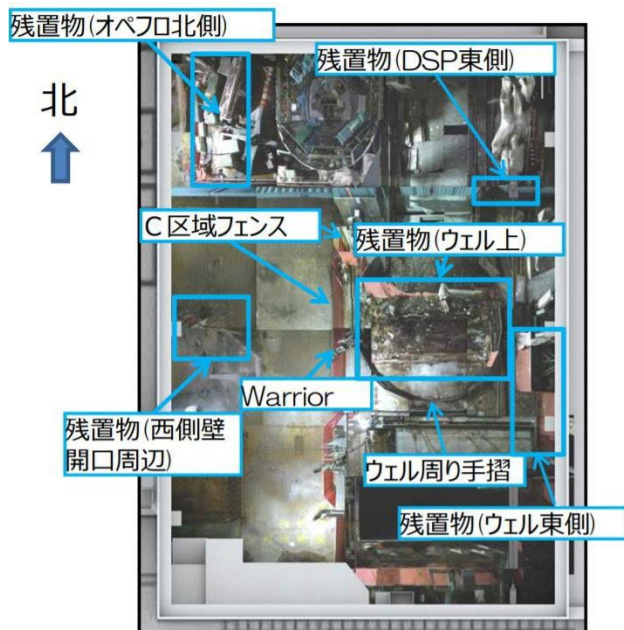 残置物(オペフロ北側)
残置物(DSP東側)
北
C区域フェンス
残置物(ウェル上)
Warrior
残置物(西側壁
開口周辺)
ウェル周り手摺
残置物(ウェル東側)